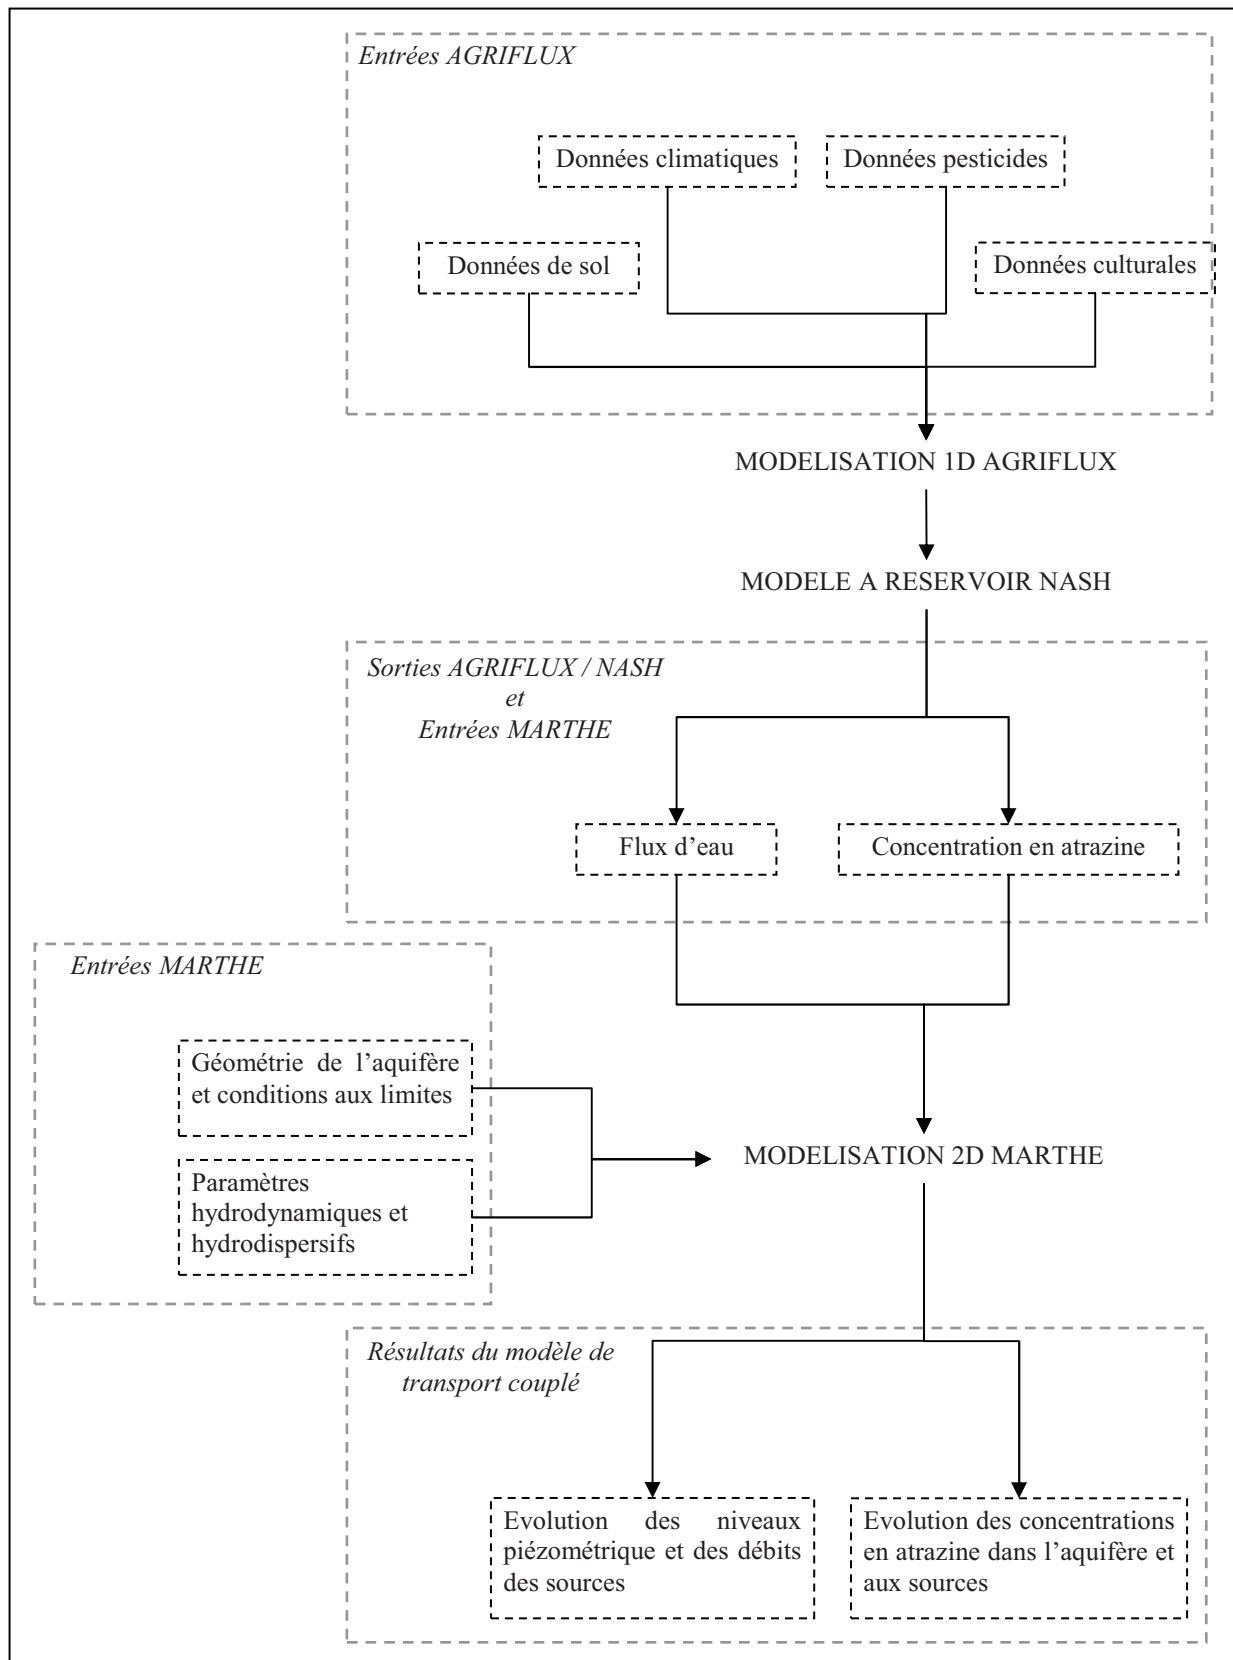 Entrées AGRIFLUX
Données climatiques
Données pesticides
Données de sol
Données culturales
MODELISATION 1D AGRIFLUX
MODELE A RESERVOIR NASH
Sorties AGRIFLUX / NASH
et
Entrées MARTHE
Flux d’eau
Concentration en atrazine
Entrées MARTHE
Géométrie de l’aquifère
et conditions aux limites
Paramètres
hydrodynamiques et
hydrodispersifs
MODELISATION 2D MARTHE
Résultats du modèle de
transport couplé
Evolution des niveaux
piézométrique et des débits
des sources
Evolution des concentrations
en atrazine dans l’aquifère et
aux sources